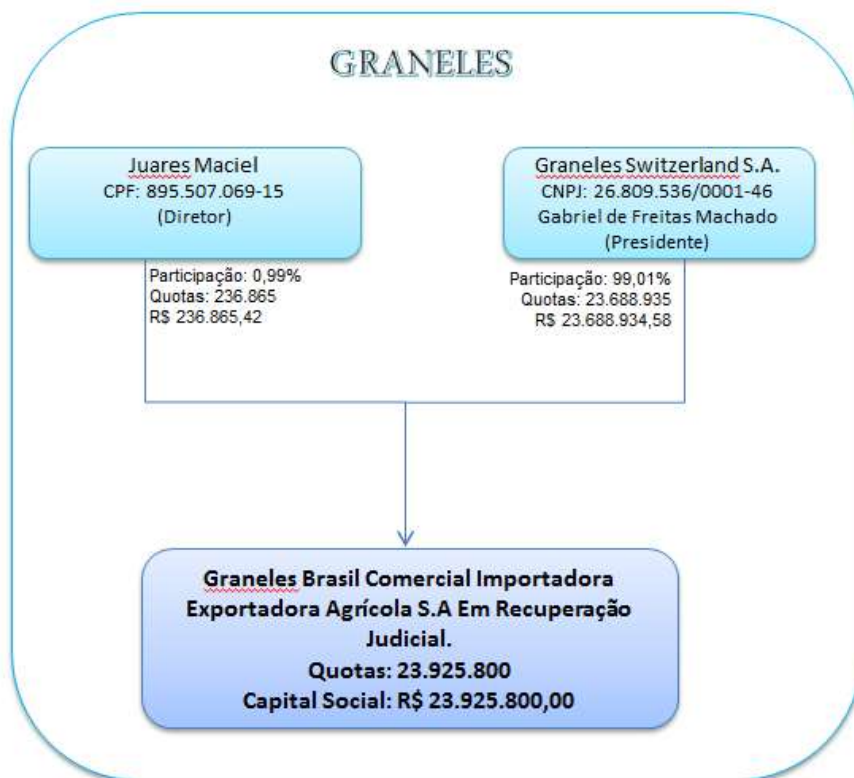 GRANELES
Juares Maciel
CPF: 895.507.069-15
(Diretor)
Graneles Switzerland S.A.
CNPJ: 26.809.536/0001-46
Gabriel de Freitas Machado
(Presidente)
Participação: 0,99%
Quotas: 236.865
R$ 236.865,42
Participação: 99,01%
Quotas: 23.688.935
R$ 23.688.934,58
Graneles Brasil Comercial Importadora
Exportadora Agrícola S.A Em Recuperação
Judicial.
Quotas: 23.925.800
Capital Social: R$ 23.925.800,00